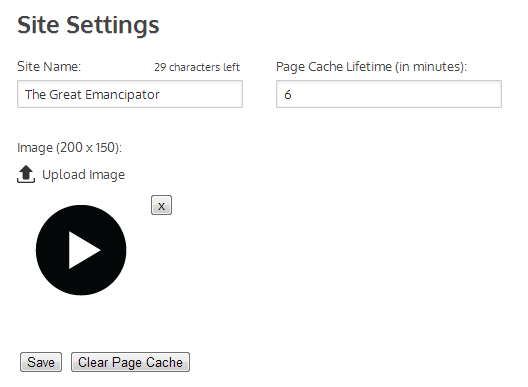 Site Settings
Site Name: 29 characters left Page Cache Lifetime (in minutes):
The Great Emancipator 6
Image (200 x 150):
Upload Image
x
Save Clear Page Cache